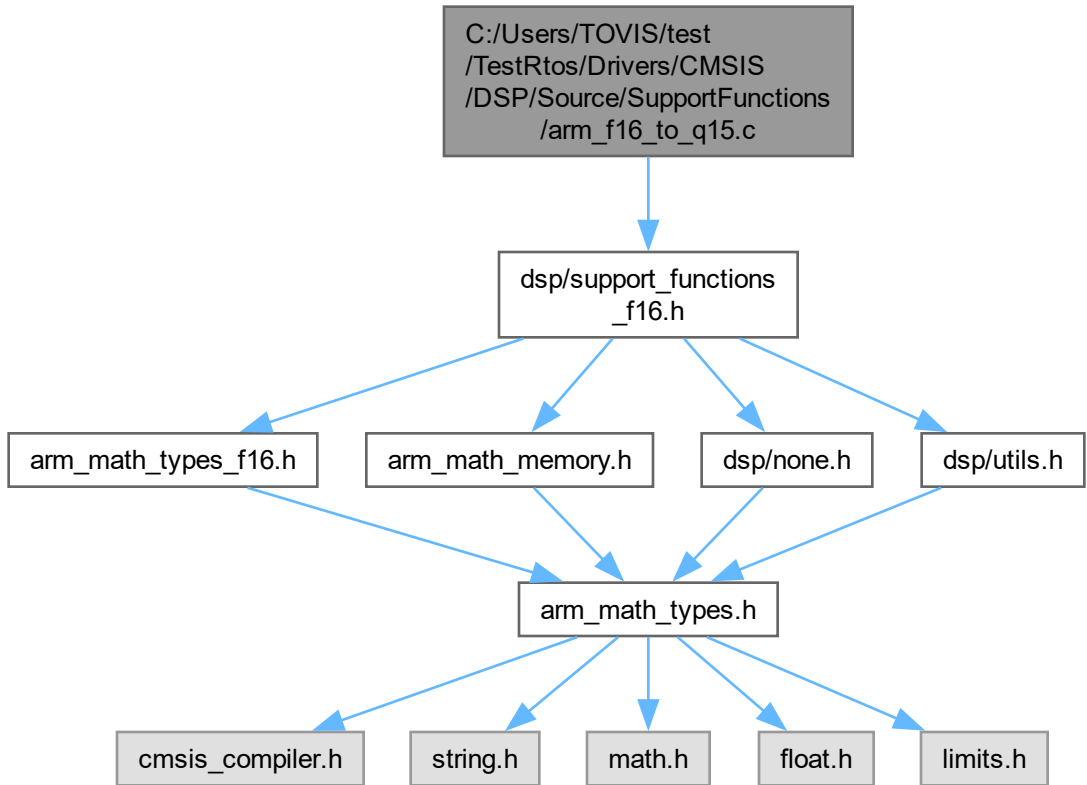 C:/Users/TOVIS/test
/TestRtos/Drivers/CMSIS
/DSP/Source/SupportFunctions
/arm_f16_to_q15.c
dsp/support_functions
_f16.h
arm_math_types_f16.h
arm_math_memory.h
dsp/none.h
dsp/utils.h
arm_math_types.h
cmsis_compiler.h
string.h
math.h
float.h
limits.h